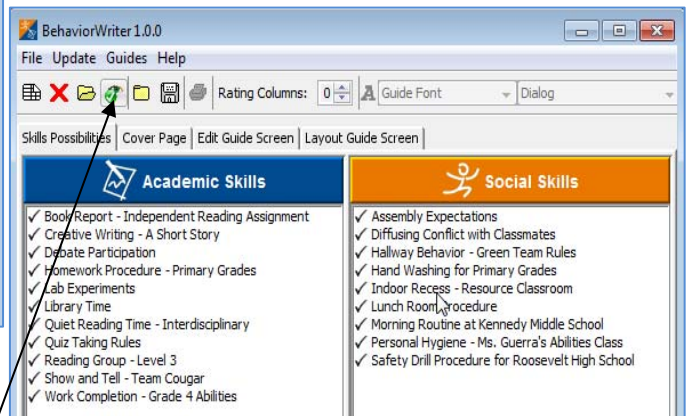 BehaviorWriter 1.0.0
File Update Guides Help
Rating Columns: 0 A Guide Font Dialog
Skills Possibilities Cover Page Edit Guide Screen Layout Guide Screen
Academic Skills
✓ Book Report - Independent Reading Assignment
✓ Creative Writing - A Short Story
✓ Debate Participation
✓ Homework Procedure - Primary Grades
✓ Lab Experiments
✓ Library Time
✓ Quiet Reading Time - Interdisciplinary
✓ Quiz Taking Rules
✓ Reading Group - Level 3
✓ Show and Tell - Team Cougar
✓ Work Completion - Grade 4 Abilities
Social Skills
✓ Assembly Expectations
✓ Diffusing Conflict with Classmates
✓ Hallway Behavior - Green Team Rules
✓ Hand Washing for Primary Grades
✓ Indoor Recess - Resource Classroom
✓ Lunch Room Procedure
✓ Morning Routine at Kennedy Middle School
✓ Personal Hygiene - Ms. Guerra's Abilities Class
✓ Safety Drill Procedure for Roosevelt High School